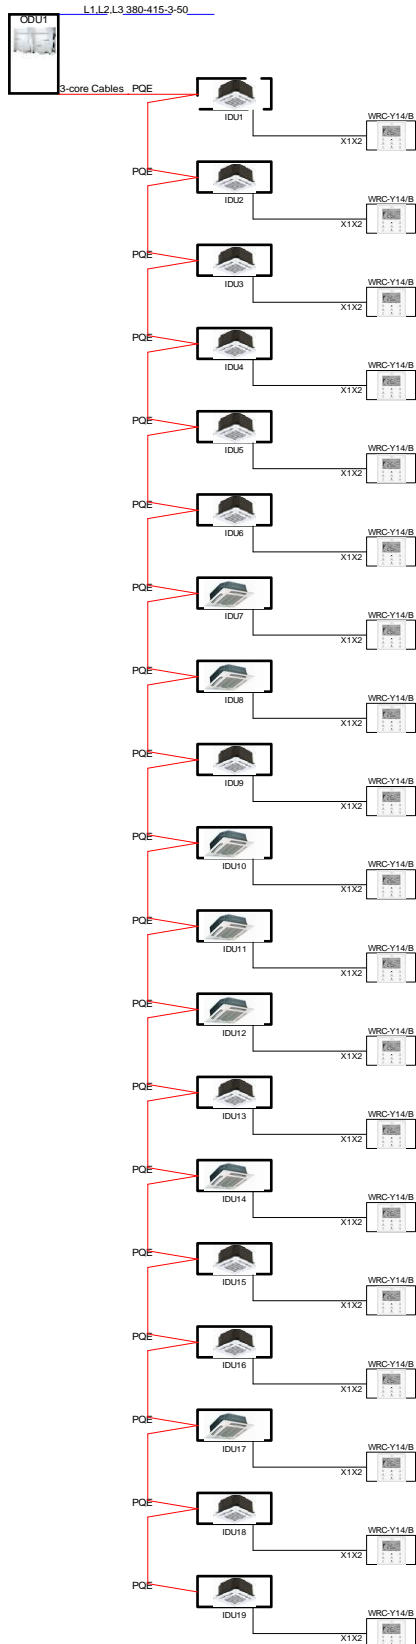 L1,L2,L3 380-415-3-50
ODU1
3-core Cables PQE
IDU1
WRC-Y14/B
X1X2
PQE
IDU2
WRC-Y14/B
X1X2
PQE
IDU3
WRC-Y14/B
X1X2
PQE
IDU4
WRC-Y14/B
X1X2
PQE
IDU5
WRC-Y14/B
X1X2
PQE
IDU6
WRC-Y14/B
X1X2
PQE
IDU7
WRC-Y14/B
X1X2
PQE
IDU8
WRC-Y14/B
X1X2
PQE
IDU9
WRC-Y14/B
X1X2
PQE
IDU10
WRC-Y14/B
X1X2
PQE
IDU11
WRC-Y14/B
X1X2
PQE
IDU12
WRC-Y14/B
X1X2
PQE
IDU13
WRC-Y14/B
X1X2
PQE
IDU14
WRC-Y14/B
X1X2
PQE
IDU15
WRC-Y14/B
X1X2
PQE
IDU16
WRC-Y14/B
X1X2
PQE
IDU17
WRC-Y14/B
X1X2
PQE
IDU18
WRC-Y14/B
X1X2
PQE
IDU19
WRC-Y14/B
X1X2